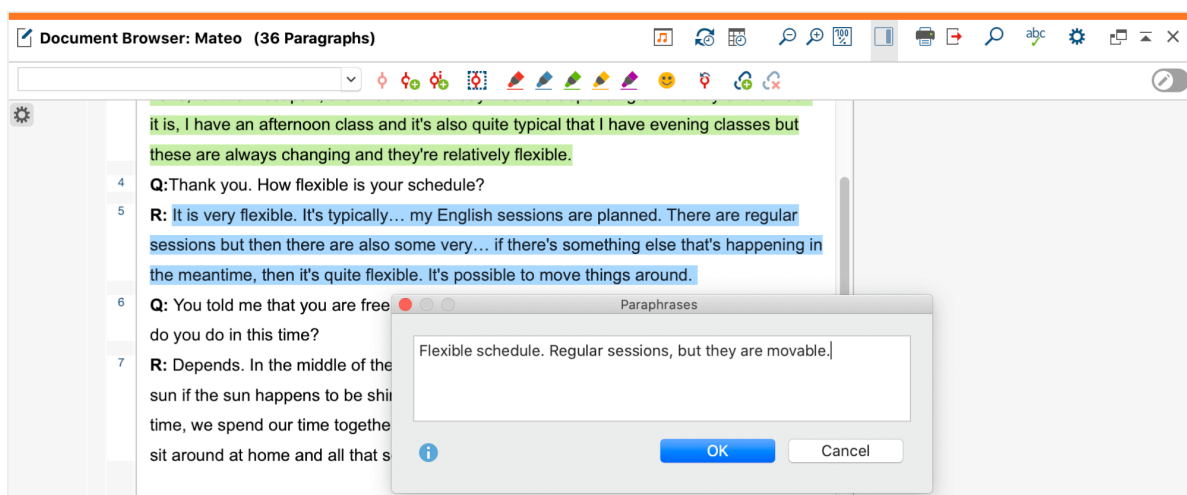 Document Browser: Mateo (36 Paragraphs)
100
%
abc
it is, I have an afternoon class and it's also quite typical that I have evening classes but
these are always changing and they're relatively flexible.
4 Q:Thank you. How flexible is your schedule?
5 R: It is very flexible. It's typically… my English sessions are planned. There are regular
sessions but then there are also some very… if there's something else that's happening in
the meantime, then it's quite flexible. It's possible to move things around.
6 Q: You told me that you are free
do you do in this time?
7 R: Depends. In the middle of the
sun if the sun happens to be shi
time, we spend our time togethe
sit around at home and all that s
Paraphrases
Flexible schedule. Regular sessions, but they are movable.
OK Cancel